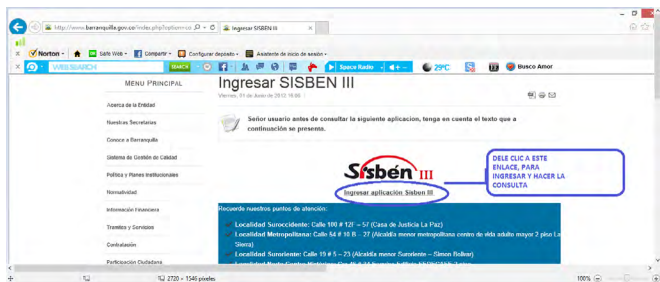 http://www.barranquilla.gov.co/index.php?option=co
Ingresar SISBEN III
Norton
Safe Web
Compartir
Configurar depósito
Asistente de inicio de sesión
WEB SEARCH
SEARCH
Space Radio
29ºC
Busco Amor
MENU PRINCIPAL
Acerca de la Entidad
Nuestras Secretarías
Conoce a Barranquilla
Sistema de Gestión de Calidad
Política y Planes Institucionales
Normatividad
Información Financiera
Trámites y Servicios
Contratación
Participación Ciudadana
Ingresar SISBEN III
Viernes, 01 de Junio de 2012
Señor usuario antes de consultar la siguiente aplicacion, tenga en cuenta el texto que a
continuación se presenta.
Sisbén III
Ingresar aplicación Sisben III
DELE CLIC A ESTE
ENLACE, PARA
INGRESAR Y HACER LA
CONSULTA
Recuerde nuestros puntos de atención:
Localidad Suroccidente: Calle 100 # 12F – 57 (Casa de Justicia La Paz)
Localidad Metropolitana: Calle 54 # 10 B – 27 (Alcaldía menor metropolitana centro de vida adulto mayor 2 piso La
Sierra)
Localidad Suroriente: Calle 19 # 5 – 23 (Alcaldía menor Suroriente – Simon Bolivar)
2720 × 1546 píxeles
100%